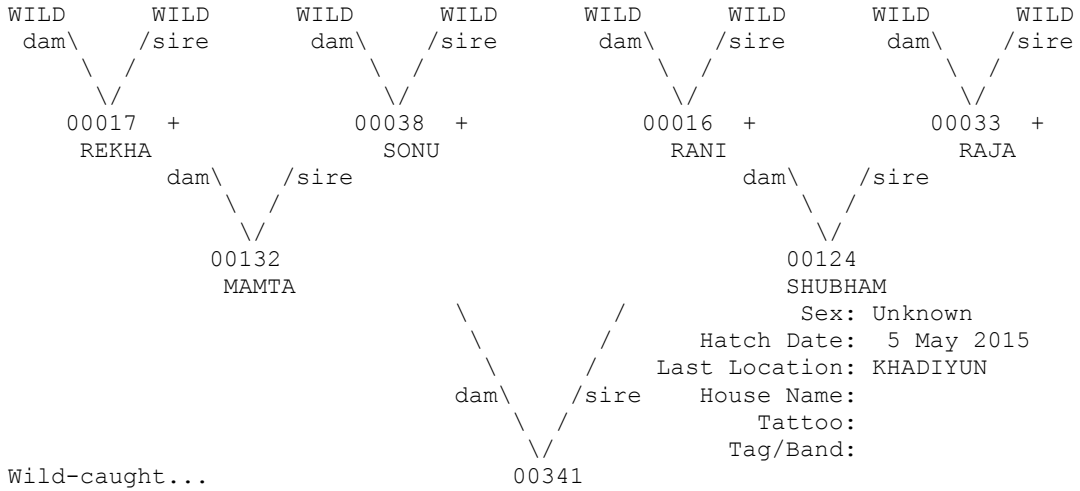 WILD WILD WILD WILD WILD WILD WILD WILD
dam\ /sire dam\ /sire dam\ /sire dam\ /sire
\ / \ / \ / \ /
\/ \/ \/ \/
00017 + 00038 + 00016 + 00033 +
REKHA SONU RANI RAJA
dam\ /sire dam\ /sire
\ / \ /
\/ \/
00132 00124
MAMTA SHUBHAM
\ / Sex: Unknown
\ / Hatch Date: 5 May 2015
\ / Last Location: KHADIYUN
dam\ /sire House Name:
\ / Tattoo:
\/ Tag/Band:
Wild-caught... 00341